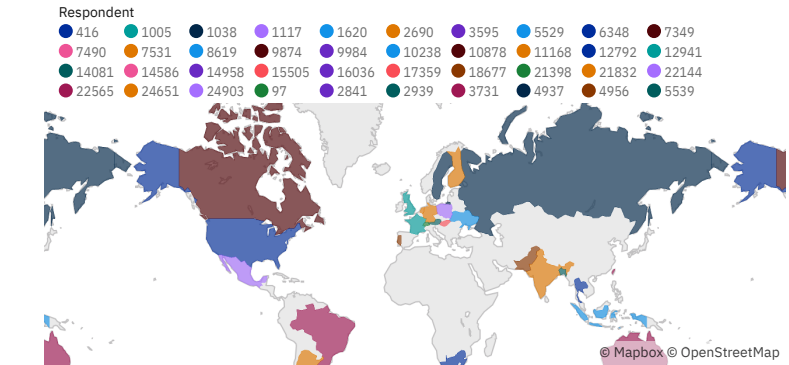 Respondent
416 1005 1038 1117 1620 2690 3595 5529 6348 7349
7490 7531 8619 9874 9984 10238 10878 11168 12792 12941
14081 14586 14958 15505 16036 17359 18677 21398 21832 22144
22565 24651 24903 97 2841 2939 3731 4937 4956 5539
© Mapbox © OpenStreetMap